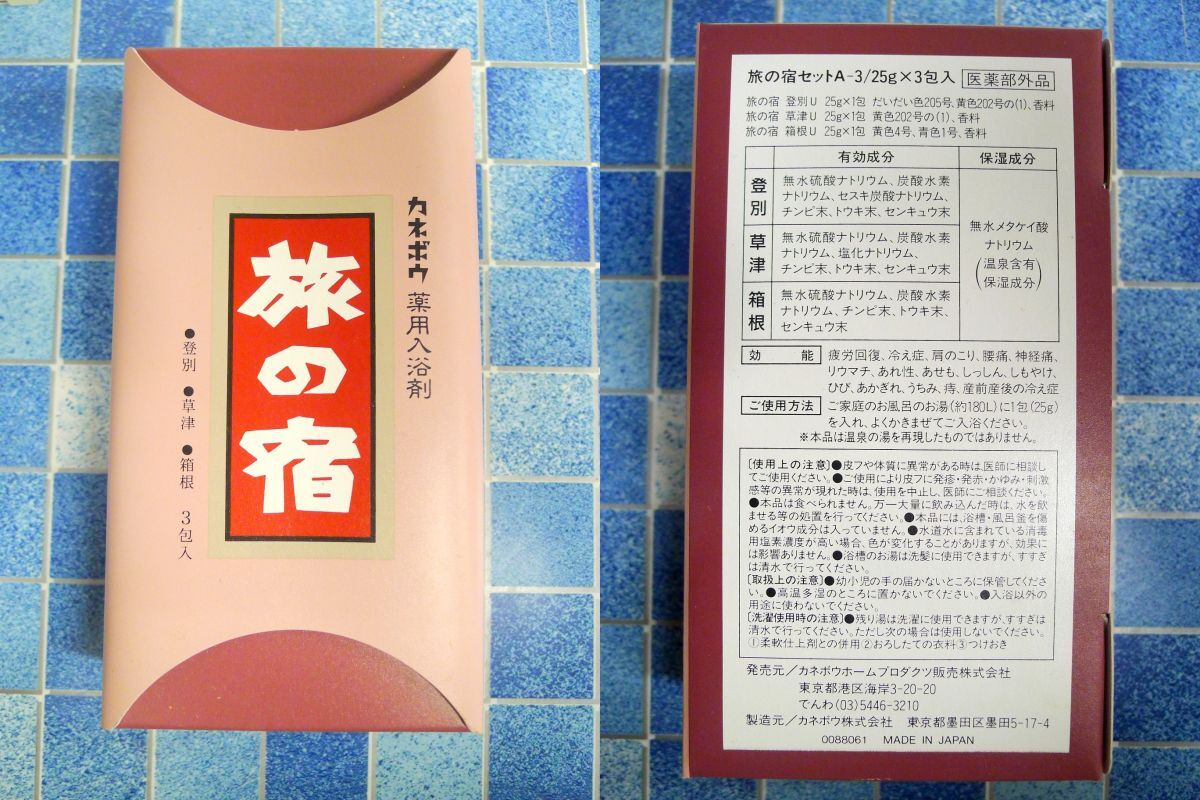 カネボウ 薬用入浴剤
旅の宿
●登別 ●草津 ●箱根 3包入
旅の宿セットA-3/25g×3包入 医薬部外品
旅の宿 登別U 25g×1包 だいだい色205号、黄色202号の(1)、香料
旅の宿 草津U 25g×1包 黄色202号の(1)、香料
旅の宿 箱根U 25g×1包 黄色4号、青色1号、香料
有効成分 保湿成分
登別 無水硫酸ナトリウム、炭酸水素
ナトリウム、セスキ炭酸ナトリウム、
チンピ末、トウキ末、センキュウ末
草津 無水硫酸ナトリウム、炭酸水素
ナトリウム、塩化ナトリウム、
チンピ末、トウキ末、センキュウ末
箱根 無水硫酸ナトリウム、炭酸水素
ナトリウム、チンピ末、トウキ末、
センキュウ末
無水メタケイ酸
ナトリウム
(温泉含有
保湿成分)
効能 疲労回復、冷え症、肩のこり、腰痛、神経痛、
リウマチ、あれ性、あせも、しっしん、しもやけ、
ひび、あかぎれ、うちみ、痔、産前産後の冷え症
ご使用方法 ご家庭のお風呂のお湯(約180L)に1包(25g)
を入れ、よくかきまぜてご入浴ください。
※本品は温泉の湯を再現したものではありません。
〔使用上の注意〕●皮フや体質に異常がある時は、医師に相談し
てご使用ください。●ご使用により皮フに発疹・発赤・かゆみ・刺激
感等の異常が現れた時は、使用を中止し、医師にご相談ください。
●本品は食べられません。万一大量に飲み込んだ時は、水を飲
ませる等の処置を行ってください。●本品には、浴槽・風呂釜を傷
めるイオウ成分は入っていません。●水道水に含まれている消毒
用塩素濃度が高い場合、色が変化することがありますが、効果に
は影響ありません。●浴槽のお湯は洗髪に使用できますが、すすぎ
は清水で行ってください。
〔取扱上の注意〕●幼小児の手の届かないところに保管してくださ
い。●高温多湿のところに置かないでください。●入浴以外の
用途に使わないでください。
〔洗濯使用時の注意〕●残り湯は洗濯に使用できますが、すすぎは
清水で行ってください。ただし次の場合は使用しないでください。
①柔軟仕上剤との併用②おろしたての衣料③つけおき
発売元/カネボウホームプロダクツ販売株式会社
東京都港区海岸3-20-20
でんわ(03)5446-3210
製造元/カネボウ株式会社 東京都墨田区墨田5-17-4
0088061 MADE IN JAPAN